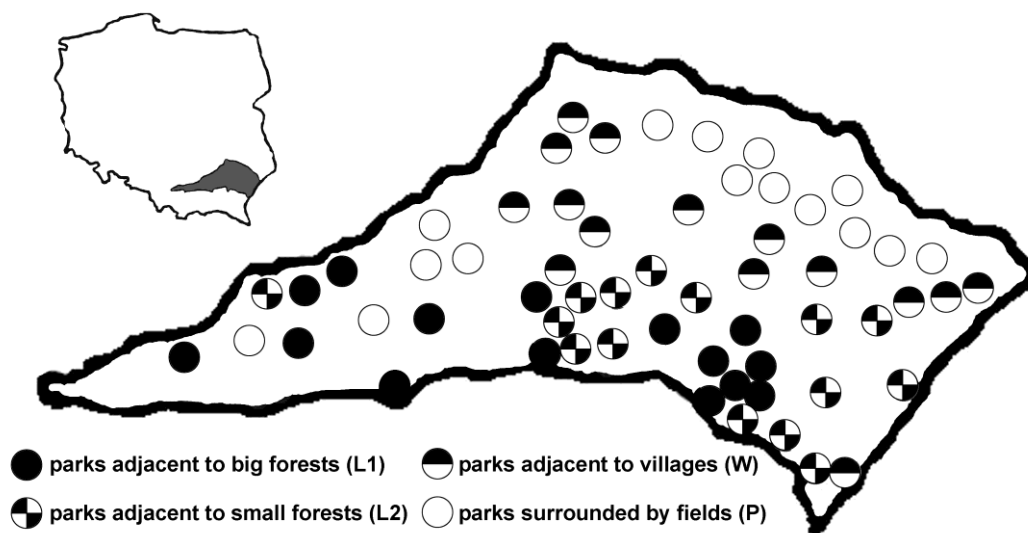 parks adjacent to big forests (L1)
parks adjacent to villages (W)
parks adjacent to small forests (L2)
parks surrounded by fields (P)